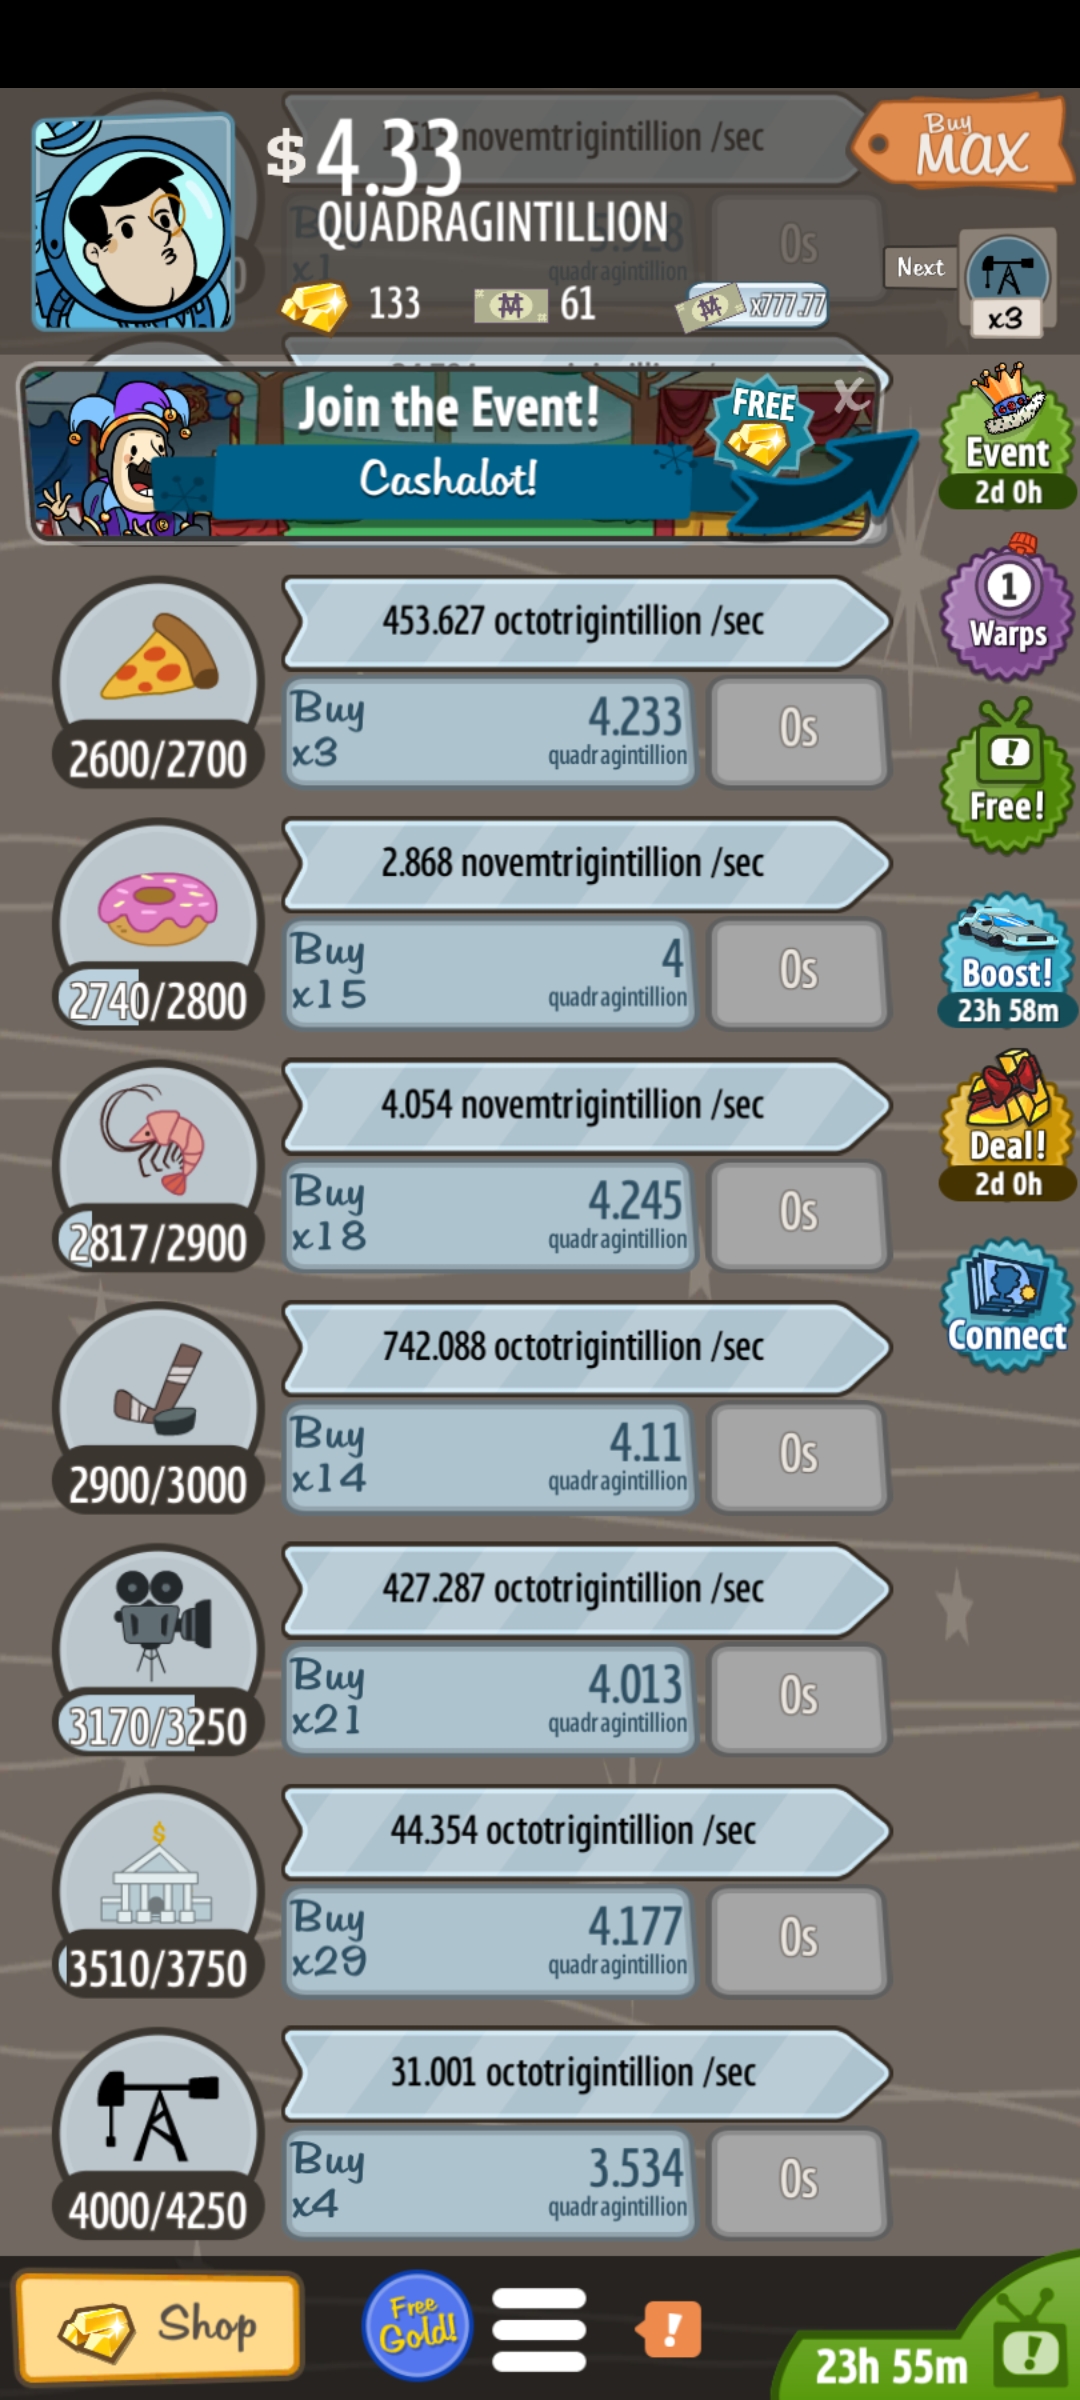 novemtrigintillion /sec
$4.33
QUADRAGINTILLION
Buy
MAX
x1
quadragintillion
0s
Next
133
61
x777.77
x3
Join the Event!
FREE
X
Cashalot!
Event
2d 0h
453.627 octotrigintillion /sec
1
Warps
Buy
x3
4.233
quadragintillion
0s
2600/2700
Free!
2.868 novemtrigintillion /sec
Buy
x15
4
quadragintillion
0s
2740/2800
Boost!
23h 58m
4.054 novemtrigintillion /sec
Deal!
2d 0h
Buy
x18
4.245
quadragintillion
0s
2817/2900
742.088 octotrigintillion /sec
Connect
Buy
x14
4.11
quadragintillion
0s
2900/3000
427.287 octotrigintillion /sec
Buy
x21
4.013
quadragintillion
0s
3170/3250
44.354 octotrigintillion /sec
Buy
x29
4.177
quadragintillion
0s
3510/3750
31.001 octotrigintillion /sec
Buy
x4
3.534
quadragintillion
0s
4000/4250
Shop
Free
Gold!
!
23h 55m